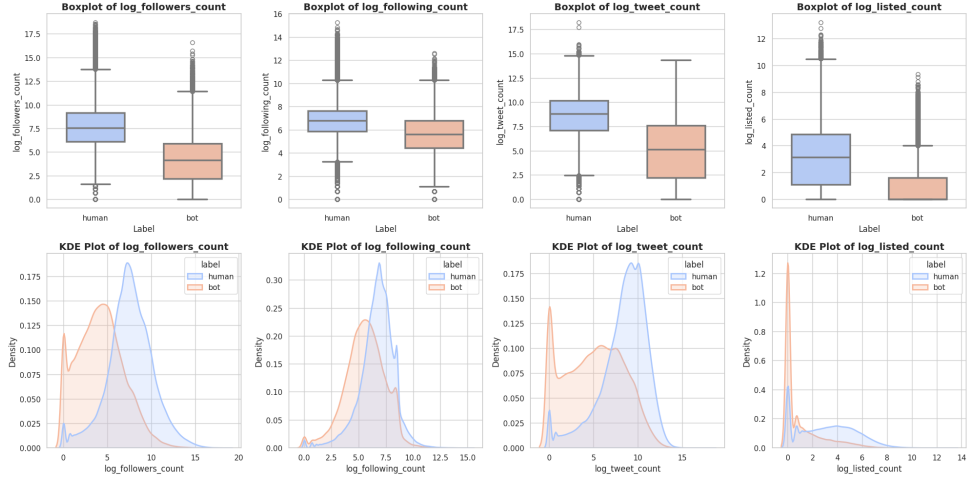 Boxplot of log_followers_count
log_followers_count
17.5
15.0
12.5
10.0
7.5
5.0
2.5
0.0
human
bot
Label
Boxplot of log_following_count
log_following_count
16
14
12
10
8
6
4
2
0
human
bot
Label
Boxplot of log_tweet_count
log_tweet_count
17.5
15.0
12.5
10.0
7.5
5.0
2.5
0.0
human
bot
Label
Boxplot of log_listed_count
log_listed_count
12
10
8
6
4
2
0
human
bot
Label
KDE Plot of log_followers_count
label
human
bot
Density
0.175
0.150
0.125
0.100
0.075
0.050
0.025
0.000
0
5
10
15
20
log_followers_count
KDE Plot of log_following_count
label
human
bot
Density
0.30
0.25
0.20
0.15
0.10
0.05
0.00
0.0
2.5
5.0
7.5
10.0
12.5
15.0
log_following_count
KDE Plot of log_tweet_count
label
human
bot
Density
0.175
0.150
0.125
0.100
0.075
0.050
0.025
0.000
0
5
10
15
log_tweet_count
KDE Plot of log_listed_count
label
human
bot
Density
1.2
1.0
0.8
0.6
0.4
0.2
0.0
0
2
4
6
8
10
12
14
log_listed_count